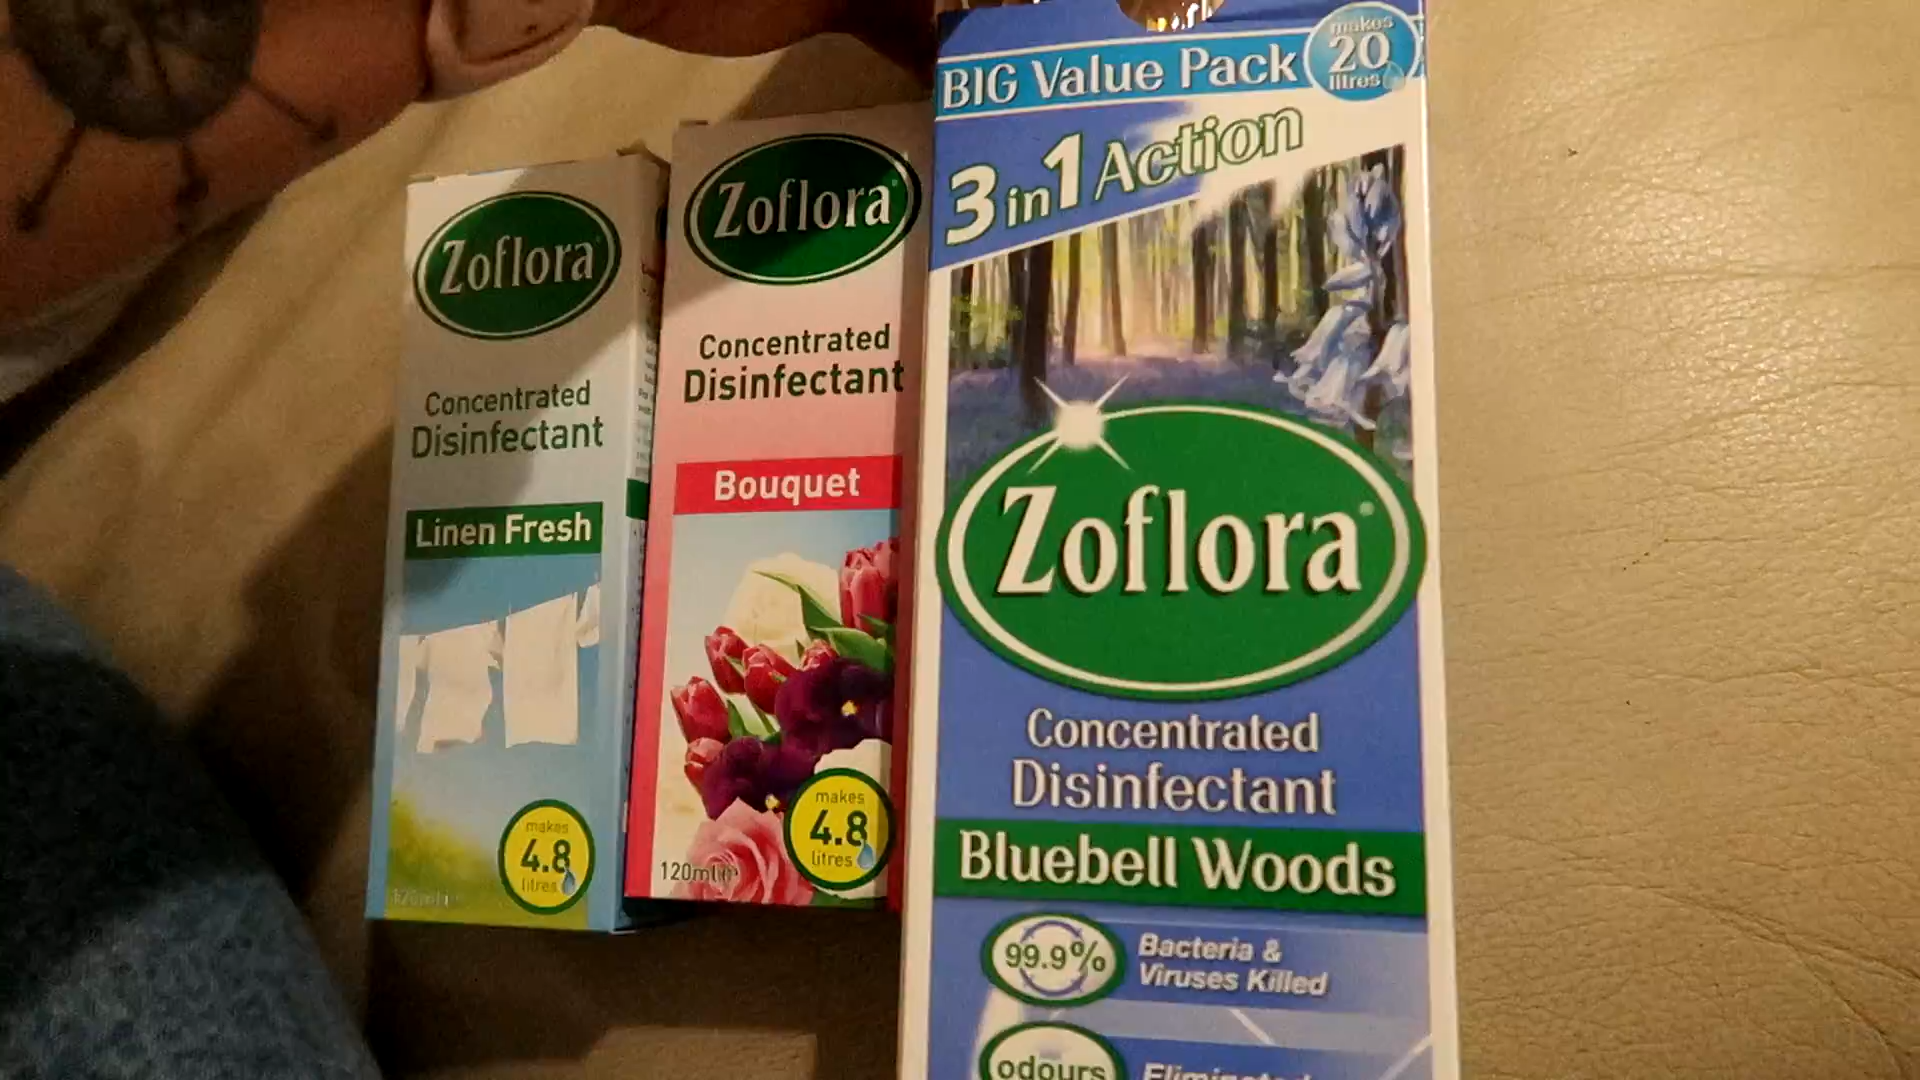 Zoflora
Concentrated
Disinfectant
Linen Fresh
makes
4.8
litres
120ml
Zoflora
Concentrated
Disinfectant
Bouquet
makes
4.8
litres
120ml e
BIG Value Pack
makes
20
litres
3 in 1 Action
Zoflora
Concentrated
Disinfectant
Bluebell Woods
99.9%
Bacteria &
Viruses Killed
odours